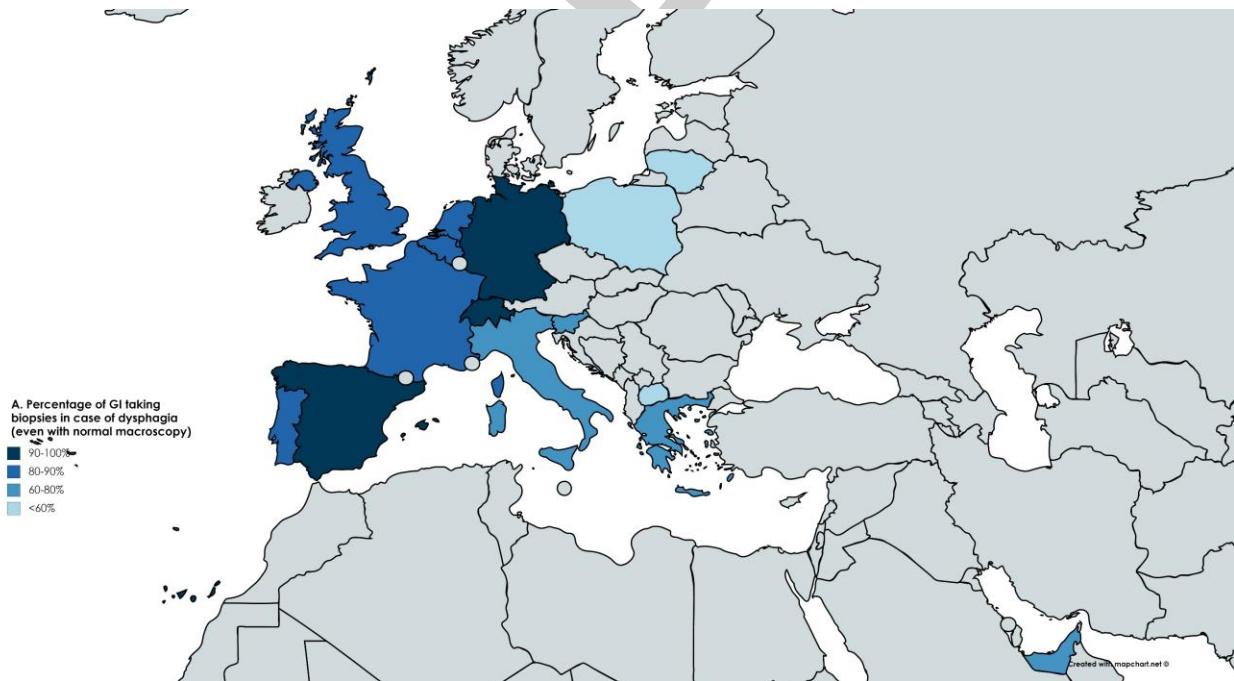 A. Percentage of GI taking
biopsies in case of dysphagia
(even with normal macroscopy)
90-100%
80-90%
60-80%
<60%
Created with mapchart.net ©